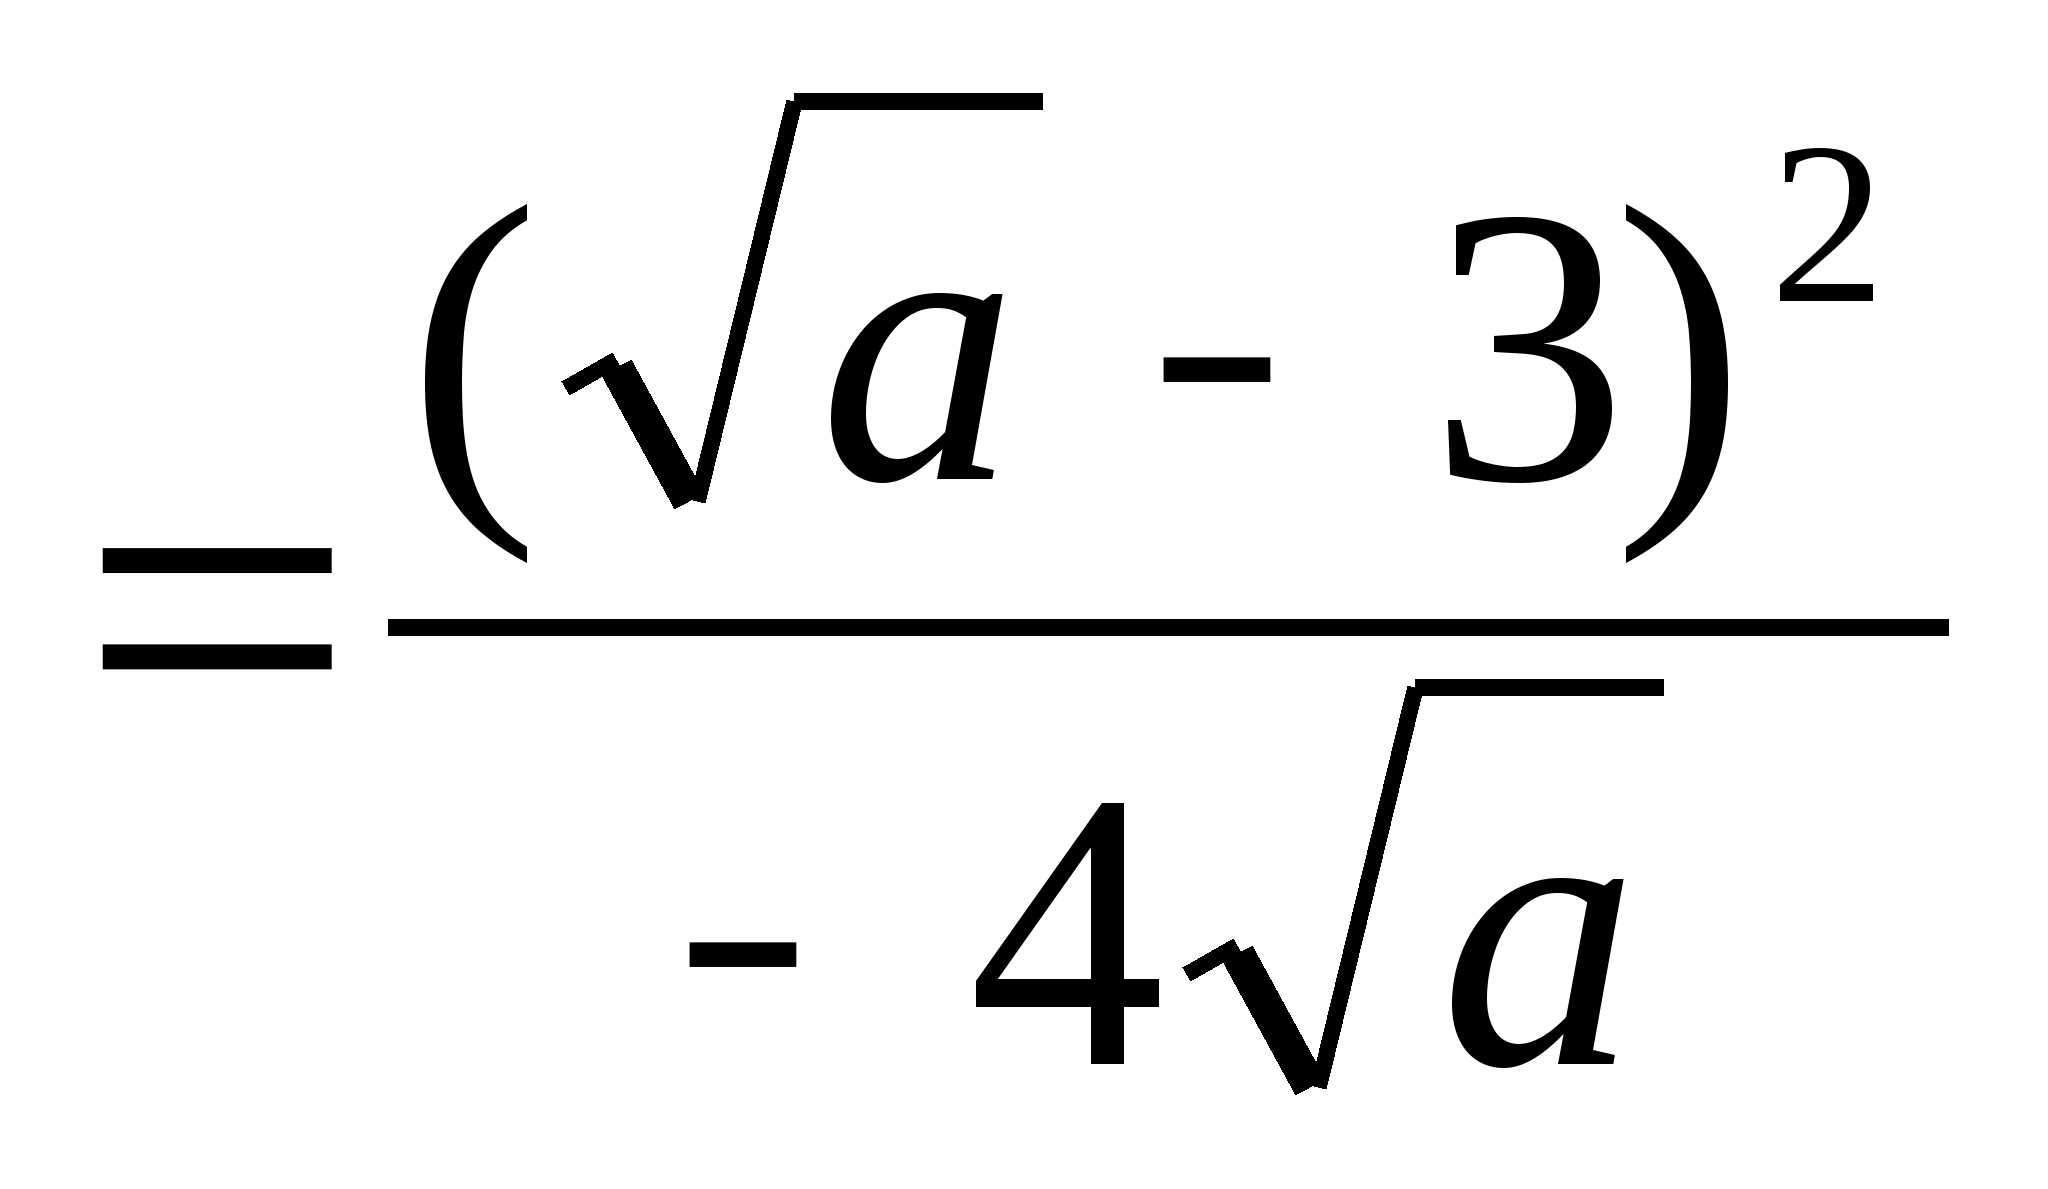 = (√a - 3)²
- 4√a